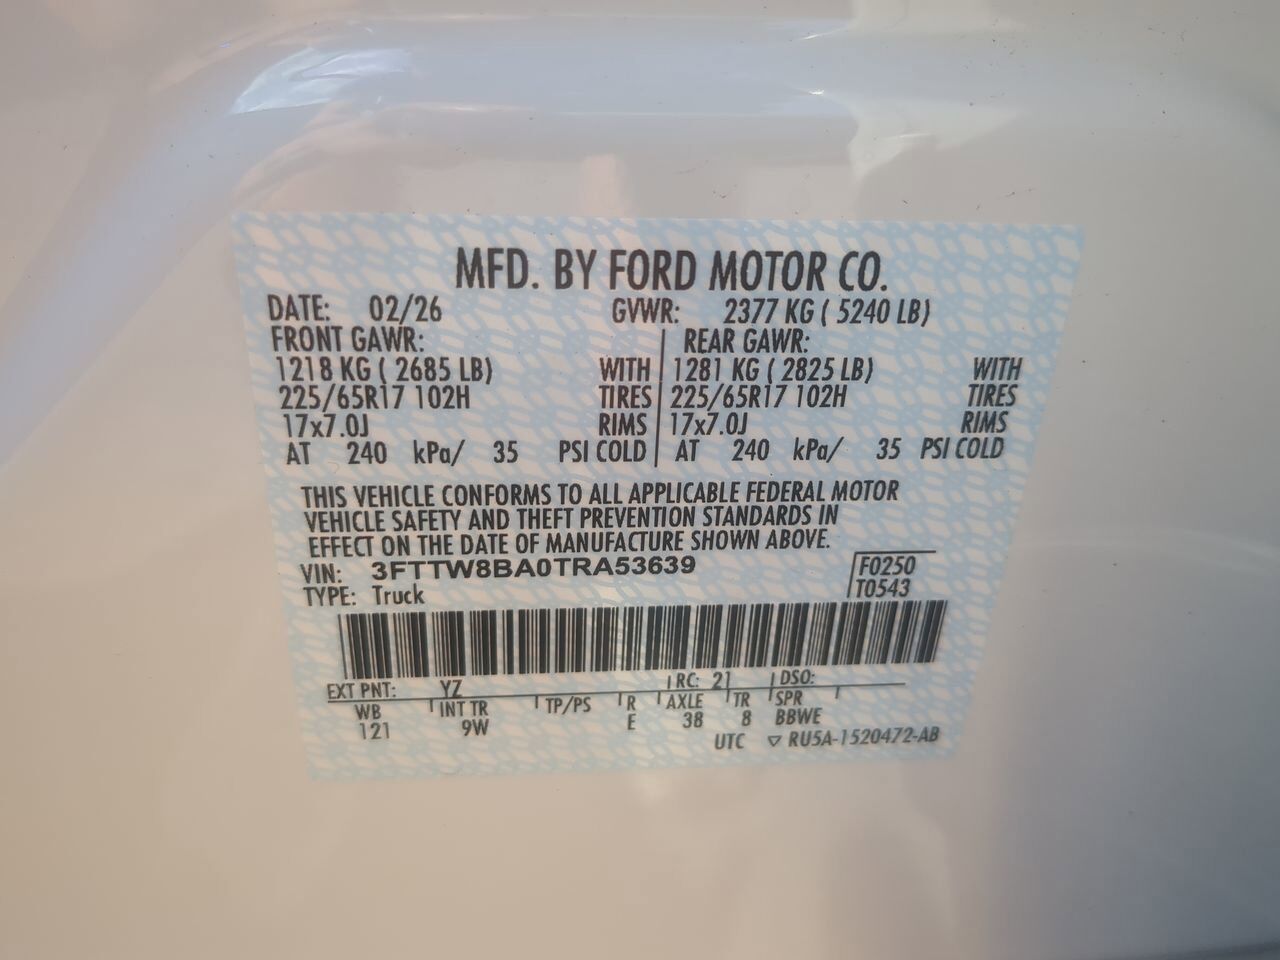 MFD. BY FORD MOTOR CO.
DATE: 02/26 GVWR: 2377 KG ( 5240 LB)
FRONT GAWR: REAR GAWR:
1218 KG ( 2685 LB) WITH 1281 KG ( 2825 LB) WITH
225/65R17 102H TIRES 225/65R17 102H TIRES
17x7.0J RIMS 17x7.0J RIMS
AT 240 kPa/ 35 PSI COLD AT 240 kPa/ 35 PSI COLD
THIS VEHICLE CONFORMS TO ALL APPLICABLE FEDERAL MOTOR
VEHICLE SAFETY AND THEFT PREVENTION STANDARDS IN
EFFECT ON THE DATE OF MANUFACTURE SHOWN ABOVE.
VIN: 3FTTW8BA0TRA53639 F0250
TYPE: Truck T0543
EXT PNT: YZ RC: 21 DSO:
WB INT TR TP/PS R AXLE TR SPR
121 9W E 38 8 BBWE
UTC ▽ RU5A-1520472-AB